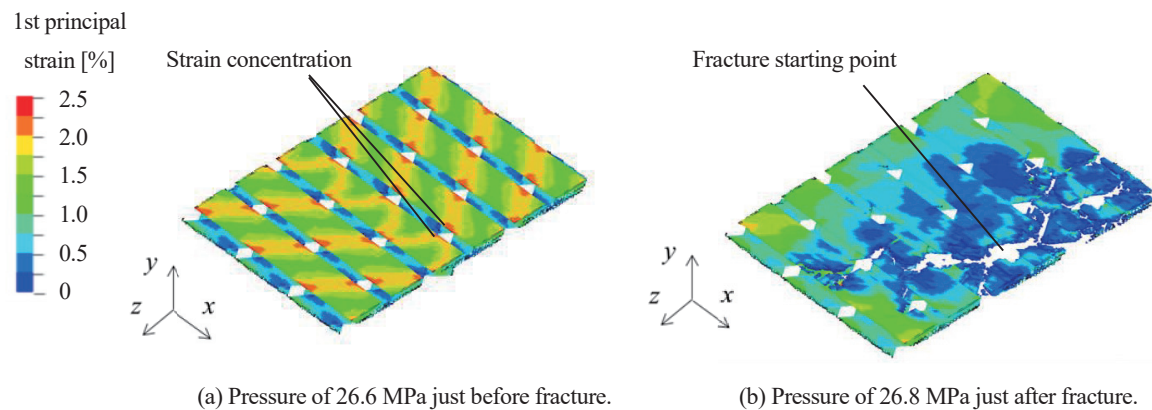 1st principal
strain [%]
Strain concentration
Fracture starting point
2.5
2.0
1.5
1.0
0.5
0
y
z
x
y
z
x
(a) Pressure of 26.6 MPa just before fracture.
(b) Pressure of 26.8 MPa just after fracture.